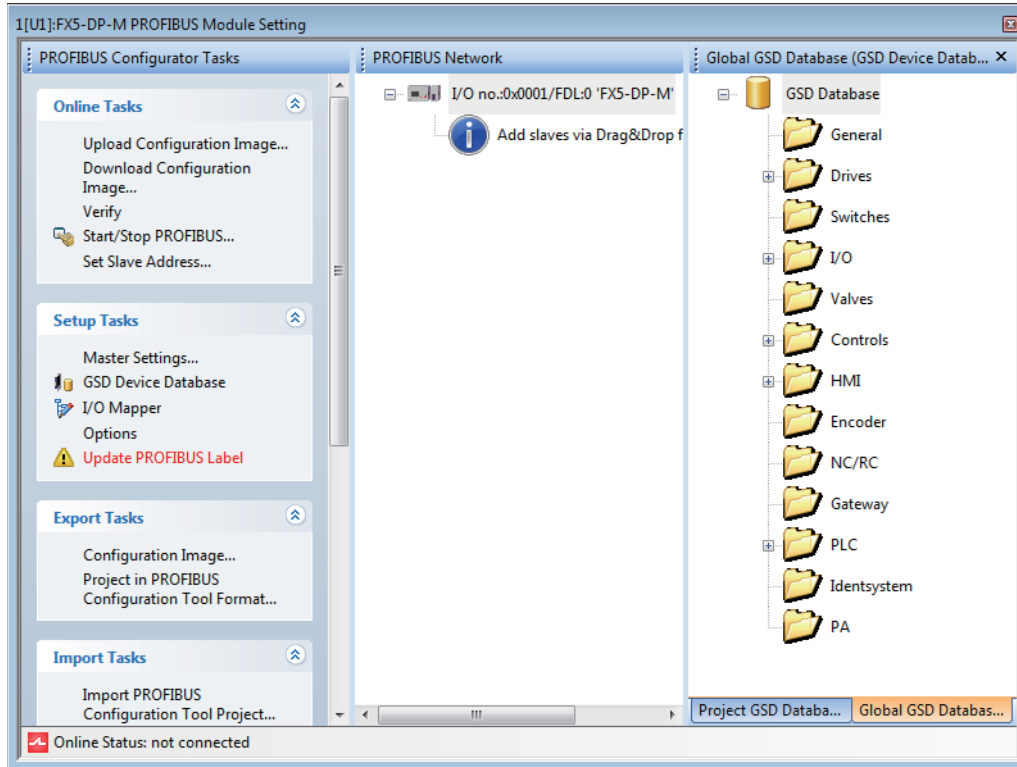 1[U1]:FX5-DP-M PROFIBUS Module Setting
PROFIBUS Configurator Tasks
Online Tasks
Upload Configuration Image...
Download Configuration
Image...
Verify
Start/Stop PROFIBUS...
Set Slave Address...
Setup Tasks
Master Settings...
GSD Device Database
I/O Mapper
Options
Update PROFIBUS Label
Export Tasks
Configuration Image...
Project in PROFIBUS
Configuration Tool Format...
Import Tasks
Import PROFIBUS
Configuration Tool Project...
PROFIBUS Network
I/O no.:0x0001/FDL:0 'FX5-DP-M'
Add slaves via Drag&Drop f
Global GSD Database (GSD Device Datab...
GSD Database
General
Drives
Switches
I/O
Valves
Controls
HMI
Encoder
NC/RC
Gateway
PLC
Identsystem
PA
Project GSD Databa...
Global GSD Databas...
Online Status: not connected